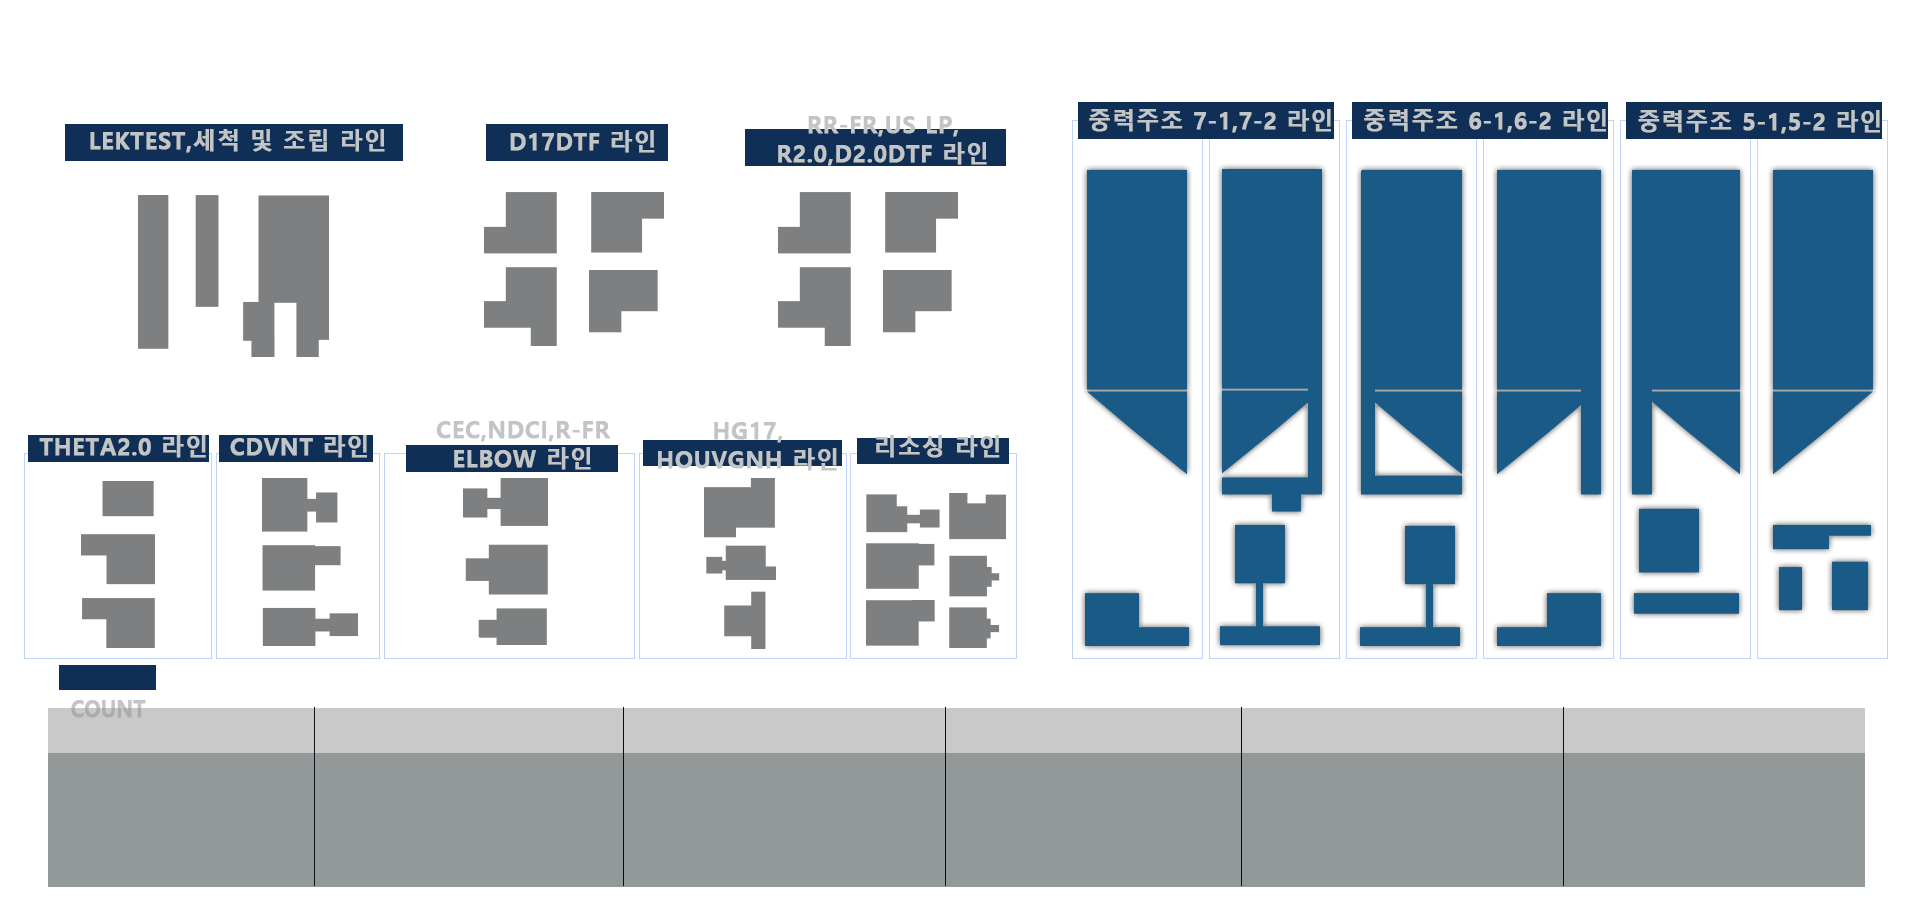 LEKTEST,세척 및 조립 라인
D17DTF 라인
RR-FR,US LP,
R2.0,D2.0DTF 라인
중력주조 7-1,7-2 라인
중력주조 6-1,6-2 라인
중력주조 5-1,5-2 라인
THETA2.0 라인
CDVNT 라인
CEC,NDCI,R-FR
ELBOW 라인
HG17,
HOUVGNH 라인
리소싱 라인
COUNT